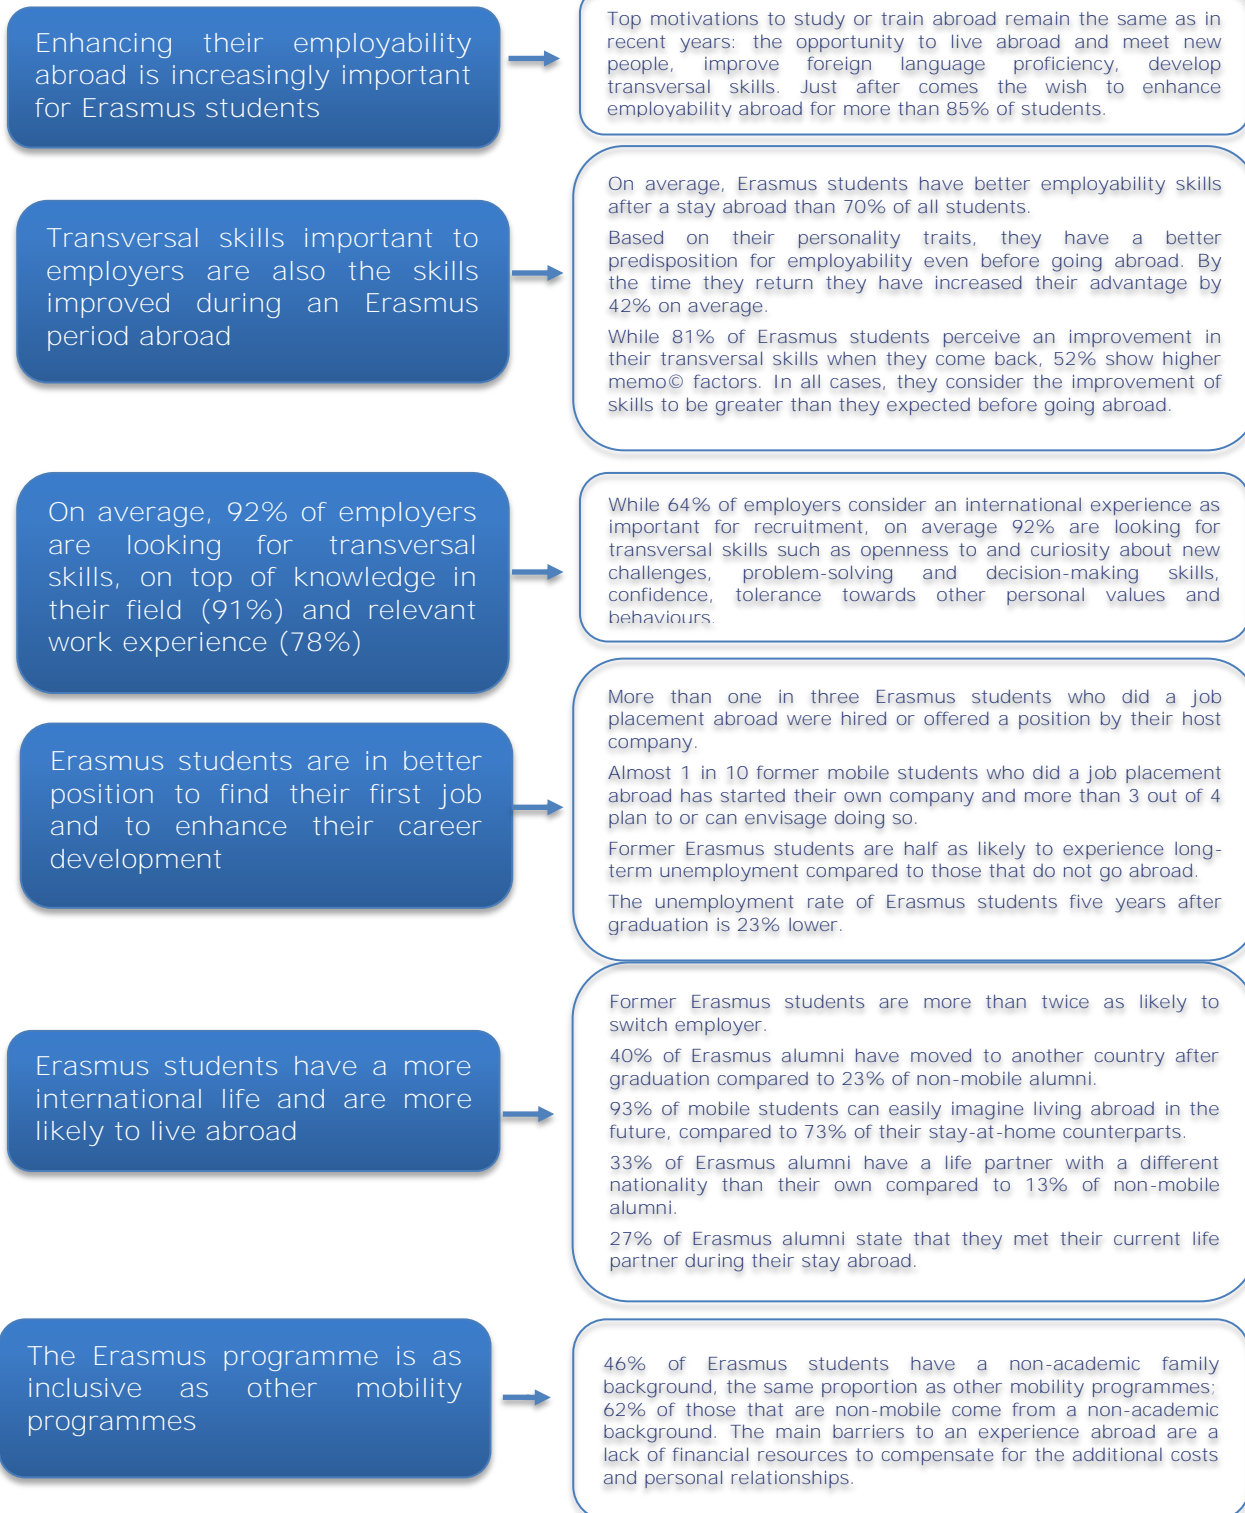 Enhancing their employability
abroad is increasingly important
for Erasmus students
Top motivations to study or train abroad remain the same as in
recent years: the opportunity to live abroad and meet new
people, improve foreign language proficiency, develop
transversal skills. Just after comes the wish to enhance
employability abroad for more than 85% of students.
Transversal skills important to
employers are also the skills
improved during an Erasmus
period abroad
On average, Erasmus students have better employability skills
after a stay abroad than 70% of all students.
Based on their personality traits, they have a better
predisposition for employability even before going abroad. By
the time they return they have increased their advantage by
42% on average.
While 81% of Erasmus students perceive an improvement in
their transversal skills when they come back, 52% show higher
memo© factors. In all cases, they consider the improvement of
skills to be greater than they expected before going abroad.
On average, 92% of employers
are looking for transversal
skills, on top of knowledge in
their field (91%) and relevant
work experience (78%)
While 64% of employers consider an international experience as
important for recruitment, on average 92% are looking for
transversal skills such as openness to and curiosity about new
challenges, problem-solving and decision-making skills,
confidence, tolerance towards other personal values and
behaviours.
Erasmus students are in better
position to find their first job
and to enhance their career
development
More than one in three Erasmus students who did a job
placement abroad were hired or offered a position by their host
company.
Almost 1 in 10 former mobile students who did a job placement
abroad has started their own company and more than 3 out of 4
plan to or can envisage doing so.
Former Erasmus students are half as likely to experience long-
term unemployment compared to those that do not go abroad.
The unemployment rate of Erasmus students five years after
graduation is 23% lower.
Erasmus students have a more
international life and are more
likely to live abroad
Former Erasmus students are more than twice as likely to
switch employer.
40% of Erasmus alumni have moved to another country after
graduation compared to 23% of non-mobile alumni.
93% of mobile students can easily imagine living abroad in the
future, compared to 73% of their stay-at-home counterparts.
33% of Erasmus alumni have a life partner with a different
nationality than their own compared to 13% of non-mobile
alumni.
27% of Erasmus alumni state that they met their current life
partner during their stay abroad.
The Erasmus programme is as
inclusive as other mobility
programmes
46% of Erasmus students have a non-academic family
background, the same proportion as other mobility programmes;
62% of those that are non-mobile come from a non-academic
background. The main barriers to an experience abroad are a
lack of financial resources to compensate for the additional costs
and personal relationships.